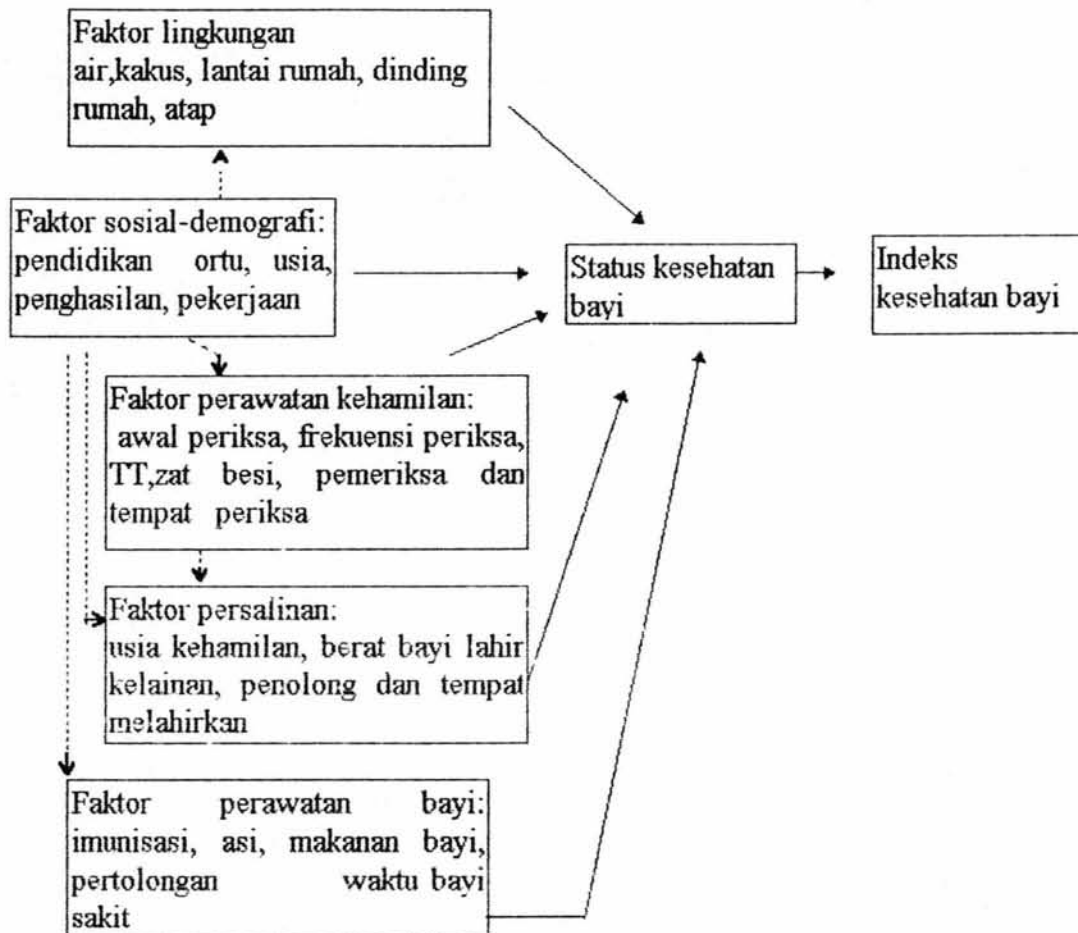 Faktor lingkungan
air,kakus, lantai rumah, dinding
rumah, atap
Faktor sosial-demografi:
pendidikan ortu, usia,
penghasilan, pekerjaan
Status kesehatan
bayi
Indeks
kesehatan bayi
Faktor perawatan kehamilan:
awal periksa, frekuensi periksa,
TT,zat besi, pemeriksa dan
tempat periksa
Faktor persalinan:
usia kehamilan, berat bayi lahir
kelainan, penolong dan tempat
melahirkan
Faktor perawatan bayi:
imunisasi, asi, makanan bayi,
pertolongan waktu bayi
sakit